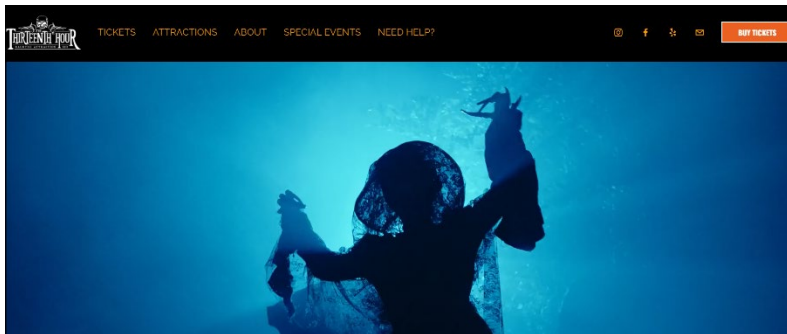 THIRTEENTH HOUR
TICKETS ATTRACTIONS ABOUT SPECIAL EVENTS NEED HELP? BUY TICKETS